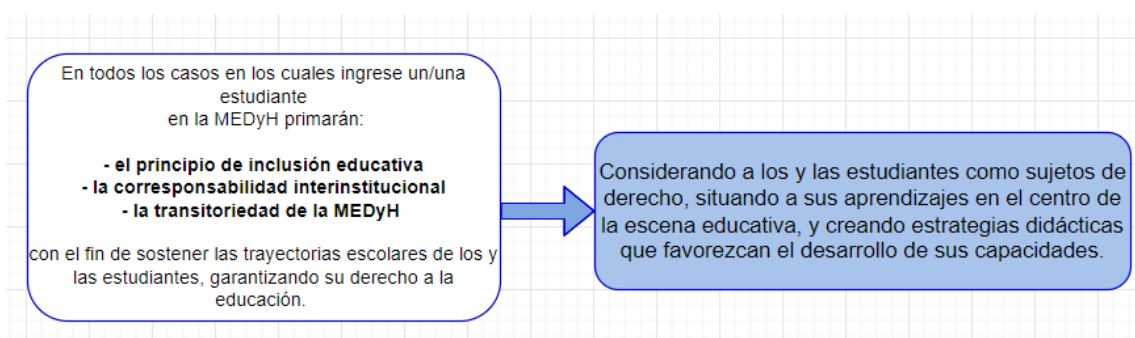 En todos los casos en los cuales ingrese un/una
estudiante
en la MEDyH primarán:
- el principio de inclusión educativa
- la corresponsabilidad interinstitucional
- la transitoriedad de la MEDyH
con el fin de sostener las trayectorias escolares de los y
las estudiantes, garantizando su derecho a la
educación.
Considerando a los y las estudiantes como sujetos de
derecho, situando a sus aprendizajes en el centro de
la escena educativa, y creando estrategias didácticas
que favorezcan el desarrollo de sus capacidades.